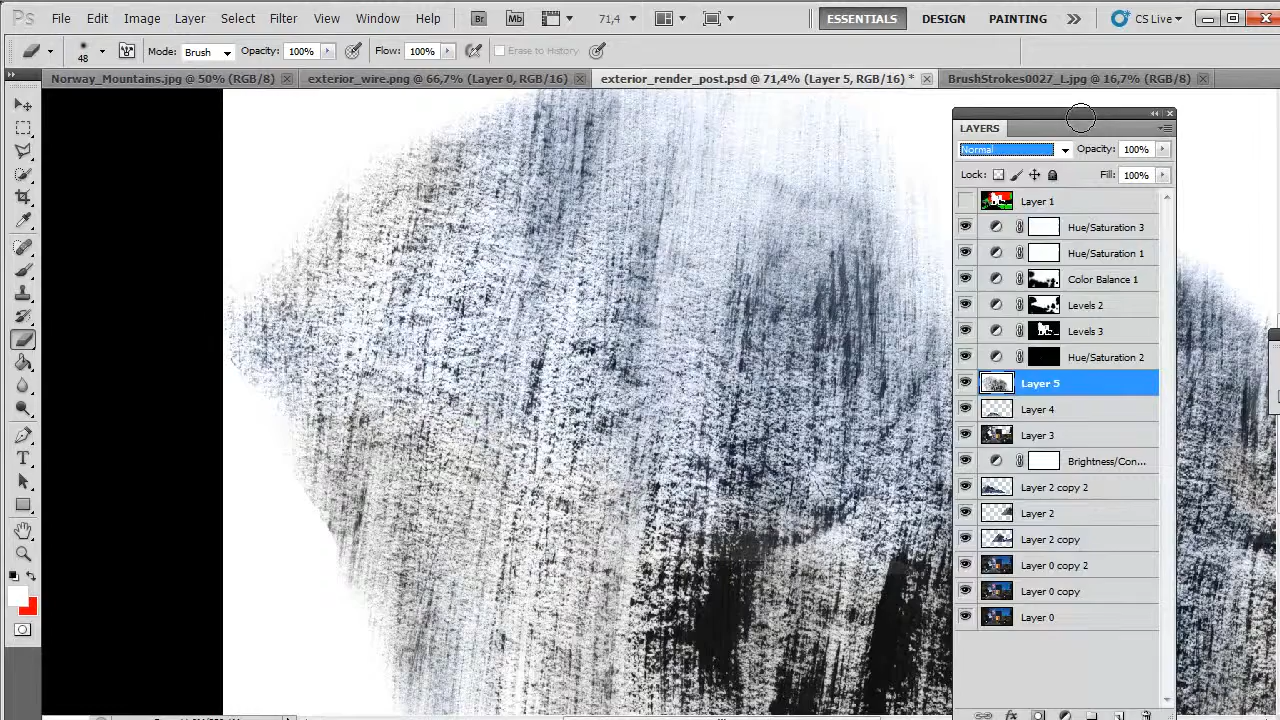 Ps File Edit Image Layer Select Filter View Window Help Br Mb 71,4 ESSENTIALS DESIGN PAINTING CS Live
48 Mode: Brush Opacity: 100% Flow: 100% Erase to History
Norway_Mountains.jpg @ 50% (RGB/8) exterior_wire.png @ 66,7% (Layer 0, RGB/16) exterior_render_post.psd @ 71,4% (Layer 5, RGB/16) * BrushStrokes0027_L.jpg @ 16,7% (RGB/8)
LAYERS
Normal Opacity: 100%
Lock: Fill: 100%
Layer 1
Hue/Saturation 3
Hue/Saturation 1
Color Balance 1
Levels 2
Levels 3
Hue/Saturation 2
Layer 5
Layer 4
Layer 3
Brightness/Con...
Layer 2 copy 2
Layer 2
Layer 2 copy
Layer 0 copy 2
Layer 0 copy
Layer 0